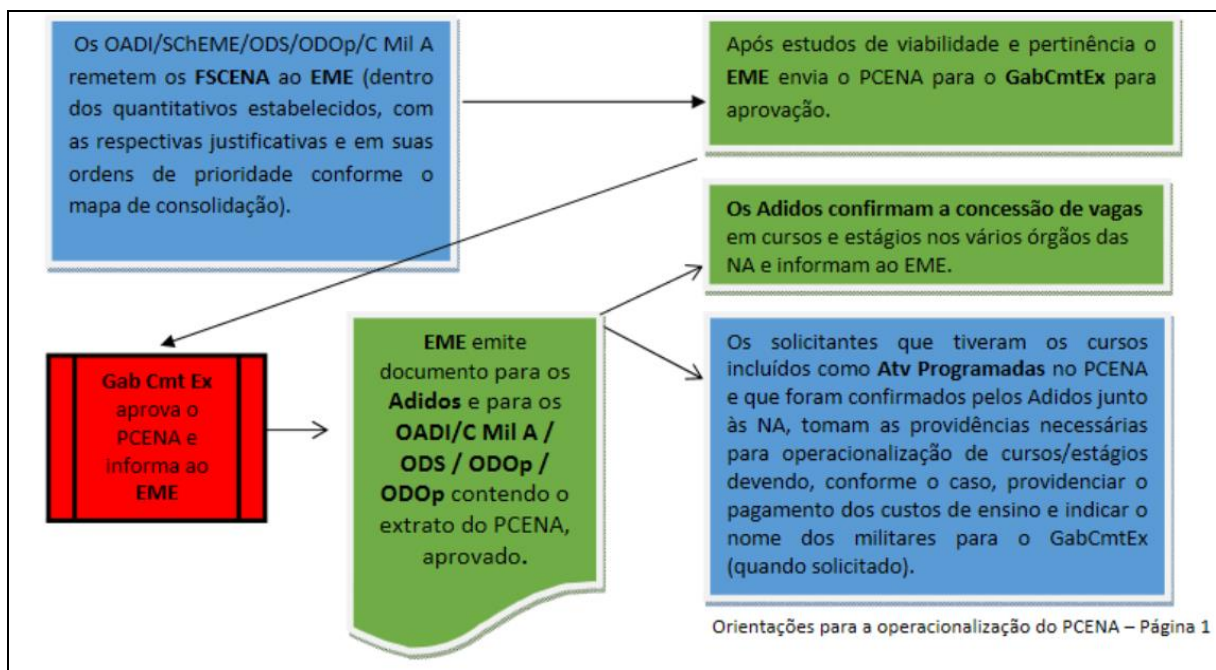 Os OADI/SChEME/ODS/ODOp/C Mil A
remetem os FSCENA ao EME (dentro
dos quantitativos estabelecidos, com
as respectivas justificativas e em suas
ordens de prioridade conforme o
mapa de consolidação).
Após estudos de viabilidade e pertinência o
EME envia o PCENA para o GabCmtEx para
aprovação.
Os Adidos confirmam a concessão de vagas
em cursos e estágios nos vários órgãos das
NA e informam ao EME.
Gab Cmt Ex
aprova o
PCENA e
informa ao
EME
EME emite
documento para os
Adidos e para os
OADI/C Mil A /
ODS / ODOp /
ODOp contendo o
extrato do PCENA,
aprovado.
Os solicitantes que tiveram os cursos
incluídos como Atv Programadas no PCENA
e que foram confirmados pelos Adidos junto
às NA, tomam as providências necessárias
para operacionalização de cursos/estágios
devendo, conforme o caso, providenciar o
pagamento dos custos de ensino e indicar o
nome dos militares para o GabCmtEx
(quando solicitado).
Orientações para a operacionalização do PCENA – Página 1